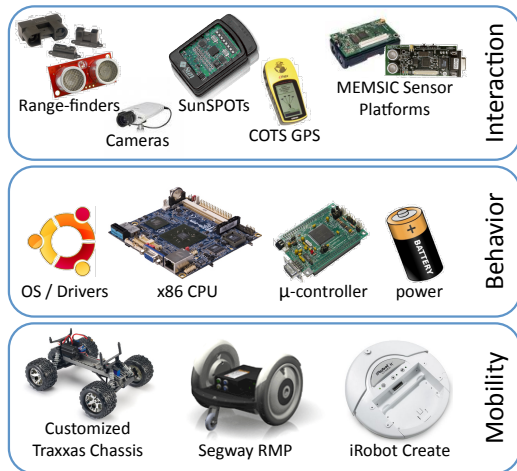 Range-finders
SunSPOTs
MEMSIC Sensor
Platforms
Cameras
COTS GPS
Interaction
OS / Drivers
x86 CPU
μ-controller
power
BATTERY
Behavior
Customized
Traxxas Chassis
Segway RMP
iRobot Create
Mobility